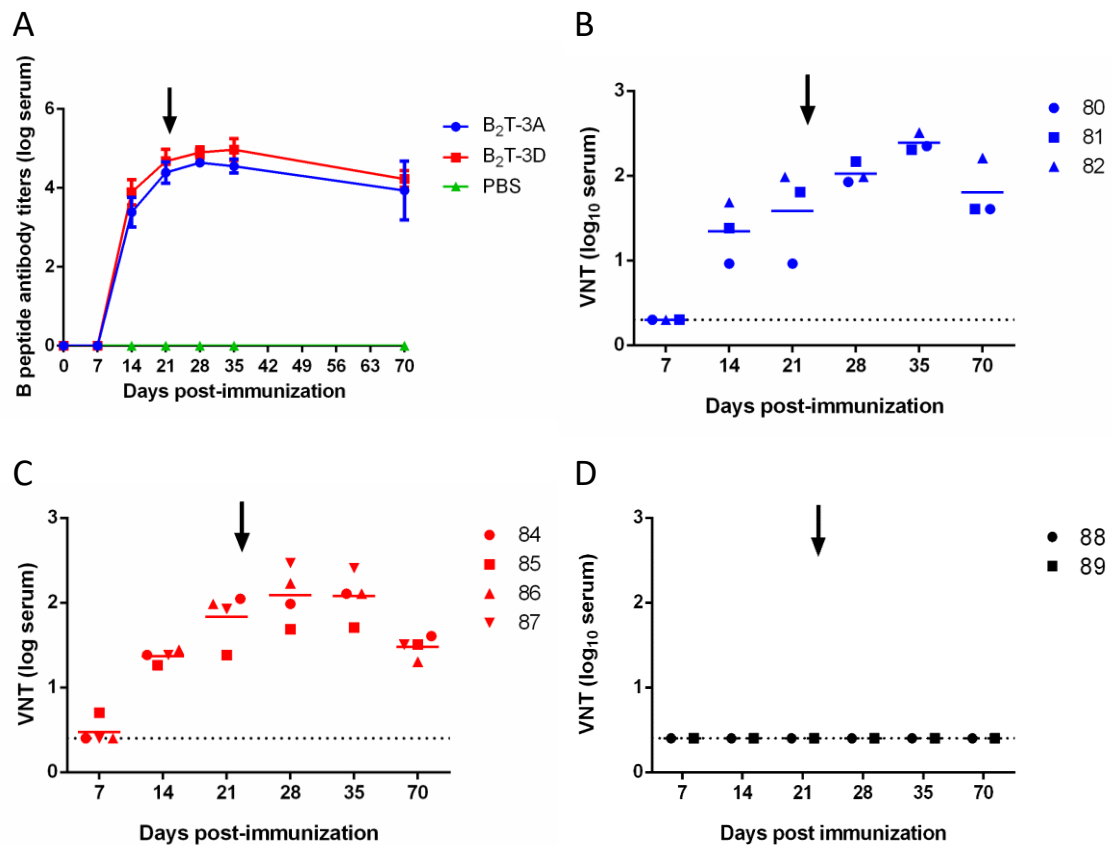 A
B peptide antibody titers (log serum)
6
4
2
0
0 7 14 21 28 35 42 49 56 63 70
Days post-immunization
B₂T-3A
B₂T-3D
PBS
B
VNT (log₁₀ serum)
3
2
1
0
7 14 21 28 35 70
Days post-immunization
80
81
82
C
VNT (log serum)
3
2
1
0
7 14 21 28 35 70
Days post-immunization
84
85
86
87
D
VNT (log₁₀ serum)
3
2
1
0
7 14 21 28 35 70
Days post immunization
88
89